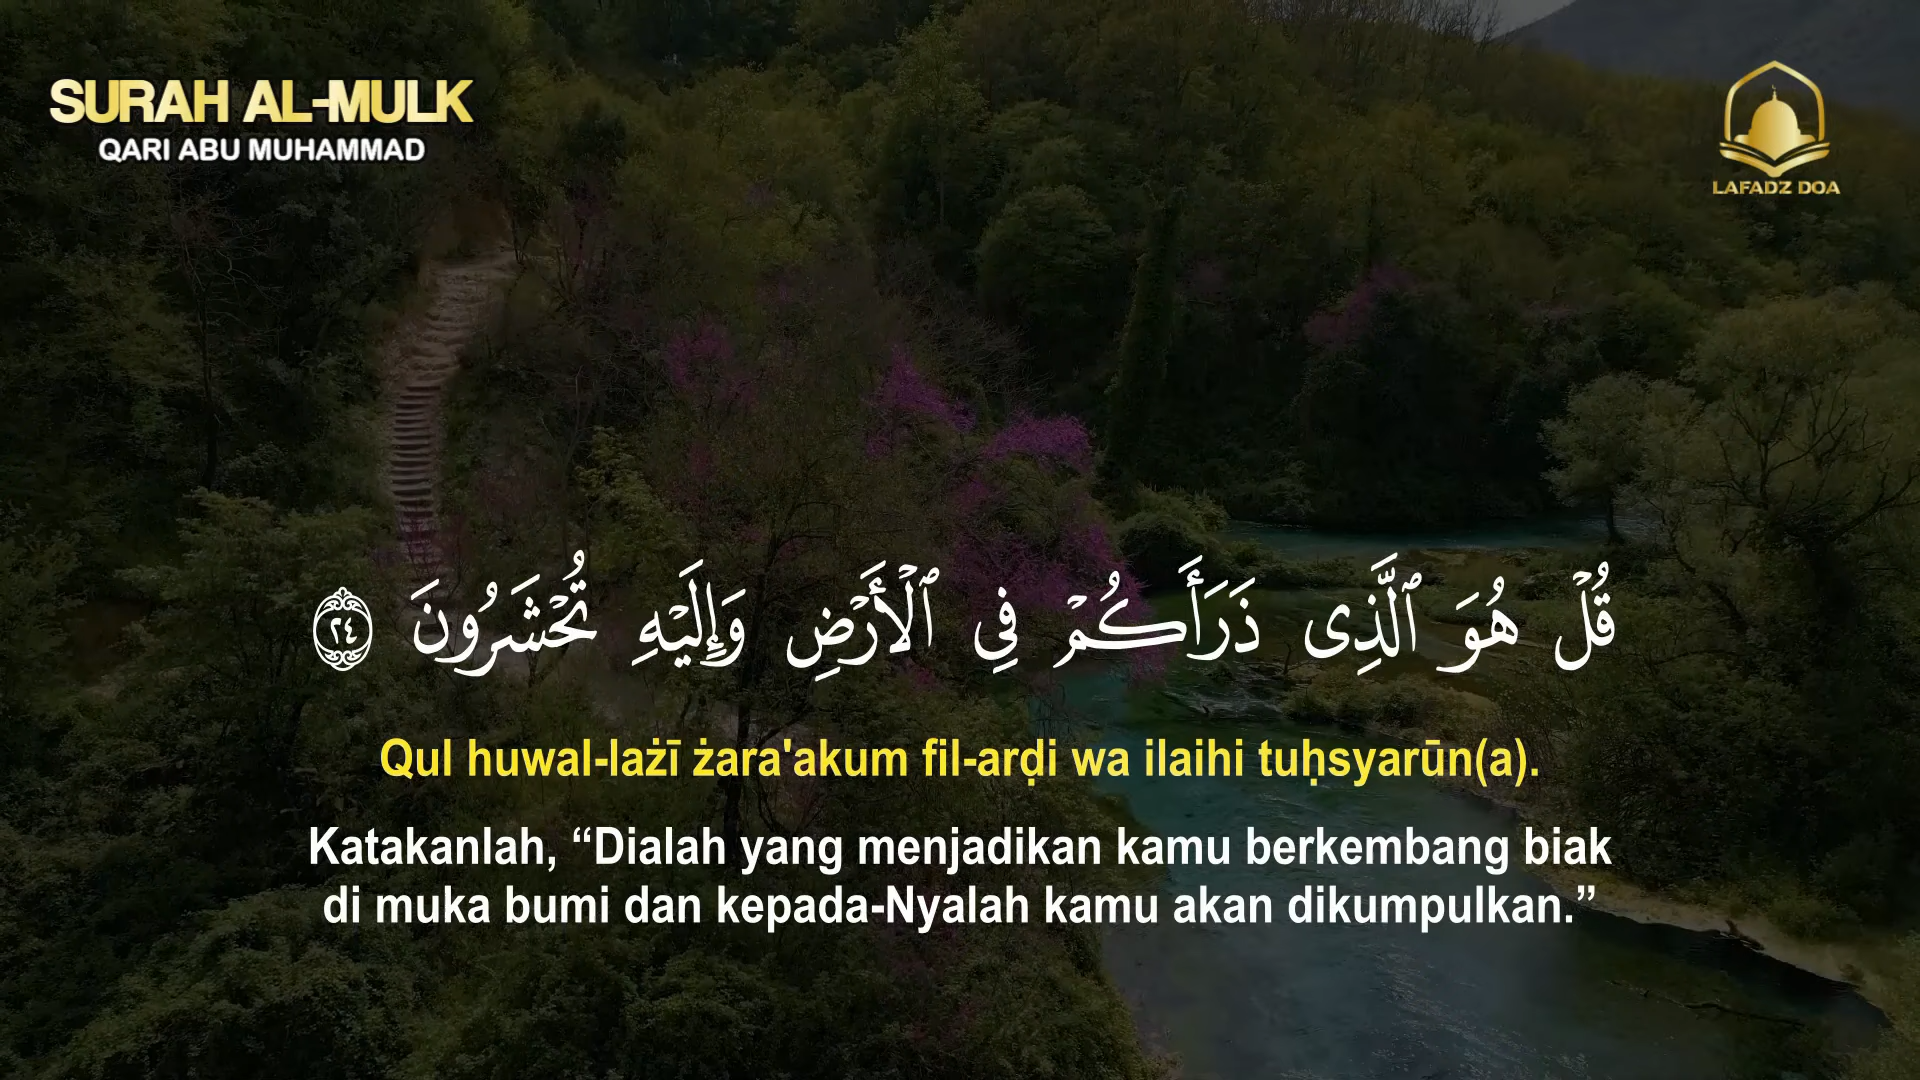 SURAH AL-MULK
QARI ABU MUHAMMAD
LAFADZ DOA
قُلْ هُوَ ٱلَّذِى ذَرَأَكُمْ فِى ٱلْأَرْضِ وَإِلَيْهِ تُحْشَرُونَ ٢٤
Qul huwal-lażī żara'akum fil-arḍi wa ilaihi tuḥsyarūn(a).
Katakanlah, “Dialah yang menjadikan kamu berkembang biak
di muka bumi dan kepada-Nyalah kamu akan dikumpulkan.”